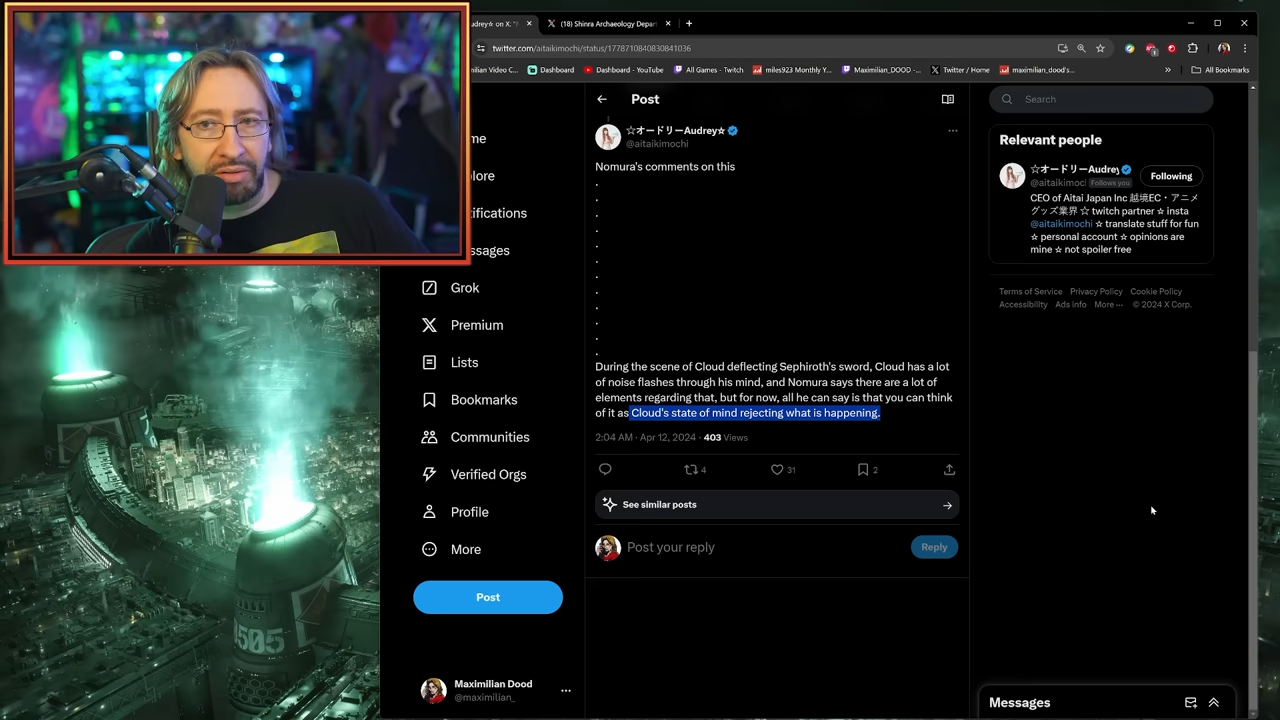 udrey☆ on X: "
(18) Shinra Archaeology Depar
twitter.com/aitaikimochi/status/1778710840830841036
milian Video C...
Dashboard
Dashboard - YouTube
All Games - Twitch
miles923 Monthly Y...
Maximilian_DOOD -...
Twitter / Home
maximilian_dood's...
»
All Bookmarks
Post
Search
☆オードリーAudrey☆
@aitaikimochi
Nomura's comments on this
.
.
.
.
.
.
.
.
.
.
.
.
During the scene of Cloud deflecting Sephiroth's sword, Cloud has a lot
of noise flashes through his mind, and Nomura says there are a lot of
elements regarding that, but for now, all he can say is that you can think
of it as Cloud's state of mind rejecting what is happening.
2:04 AM · Apr 12, 2024 · 403 Views
4
31
2
See similar posts
Post your reply
Reply
me
lore
ifications
ssages
Grok
Premium
Lists
Bookmarks
Communities
Verified Orgs
Profile
More
Post
Maximilian Dood
@maximilian_
Relevant people
☆オードリーAudrey
@aitaikimoc Follows you
Following
CEO of Aitai Japan Inc 越境EC・アニメ
グッズ業界 ☆ twitch partner ☆ insta
@aitaikimochi ☆ translate stuff for fun
☆ personal account ☆ opinions are
mine ☆ not spoiler free
Terms of Service Privacy Policy Cookie Policy
Accessibility Ads info More ··· © 2024 X Corp.
Messages
1505